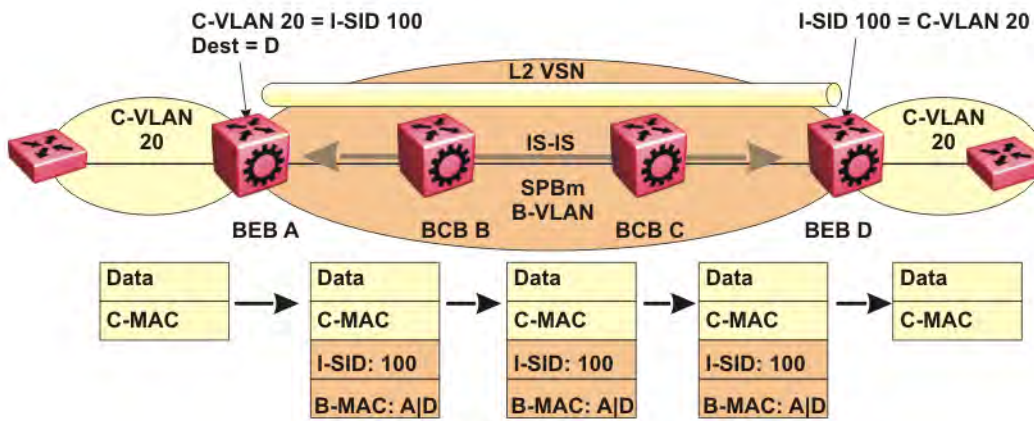 C-VLAN 20 = I-SID 100
Dest = D
I-SID 100 = C-VLAN 20
L2 VSN
C-VLAN
20
IS-IS
C-VLAN
20
SPBm
B-VLAN
BEB A
BCB B
BCB C
BEB D
Data
C-MAC
Data
C-MAC
I-SID: 100
B-MAC: A|D
Data
C-MAC
I-SID: 100
B-MAC: A|D
Data
C-MAC
I-SID: 100
B-MAC: A|D
Data
C-MAC